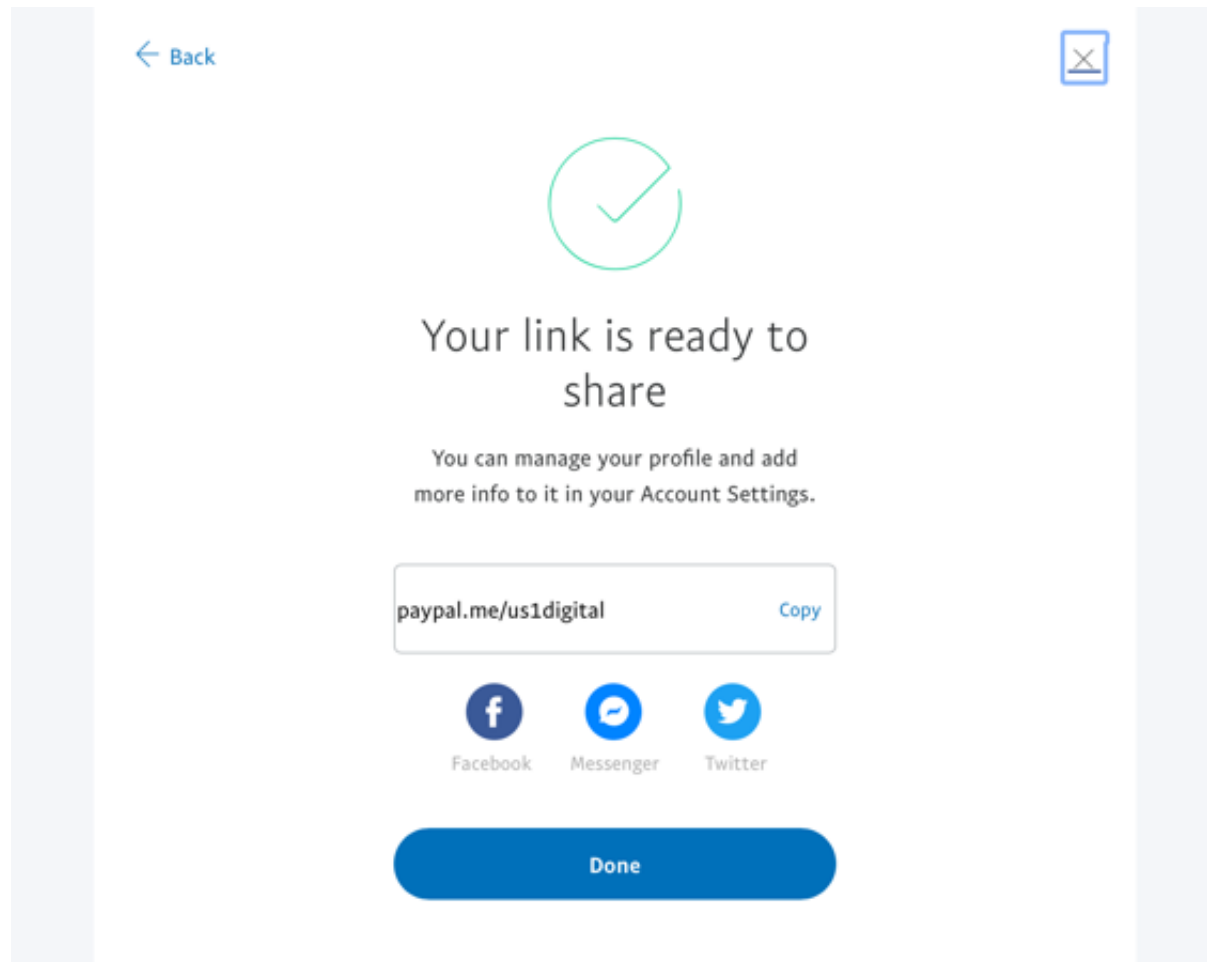 Back
Your link is ready to
share
You can manage your profile and add
more info to it in your Account Settings.
paypal.me/us1digital Copy
Facebook Messenger Twitter
Done